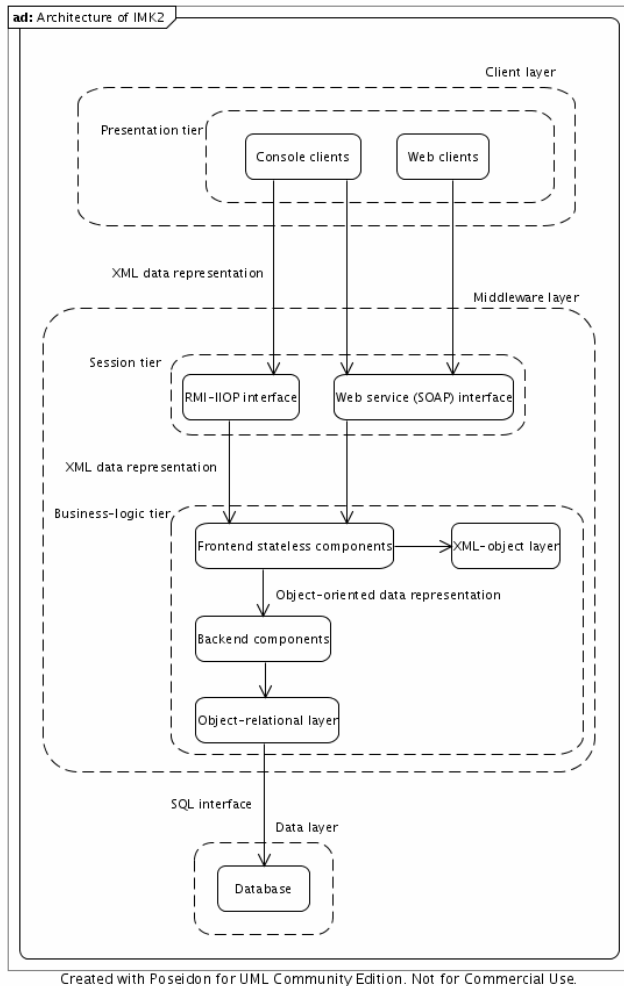 ad: Architecture of IMK2
Client layer
Presentation tier
Console clients
Web clients
XML data representation
Middleware layer
Session tier
RMI-IIOP interface
Web service (SOAP) interface
XML data representation
Business-logic tier
Frontend stateless components
XML-object layer
Object-oriented data representation
Backend components
Object-relational layer
SQL interface
Data layer
Database
Created with Poseidon for UML Community Edition. Not for Commercial Use.